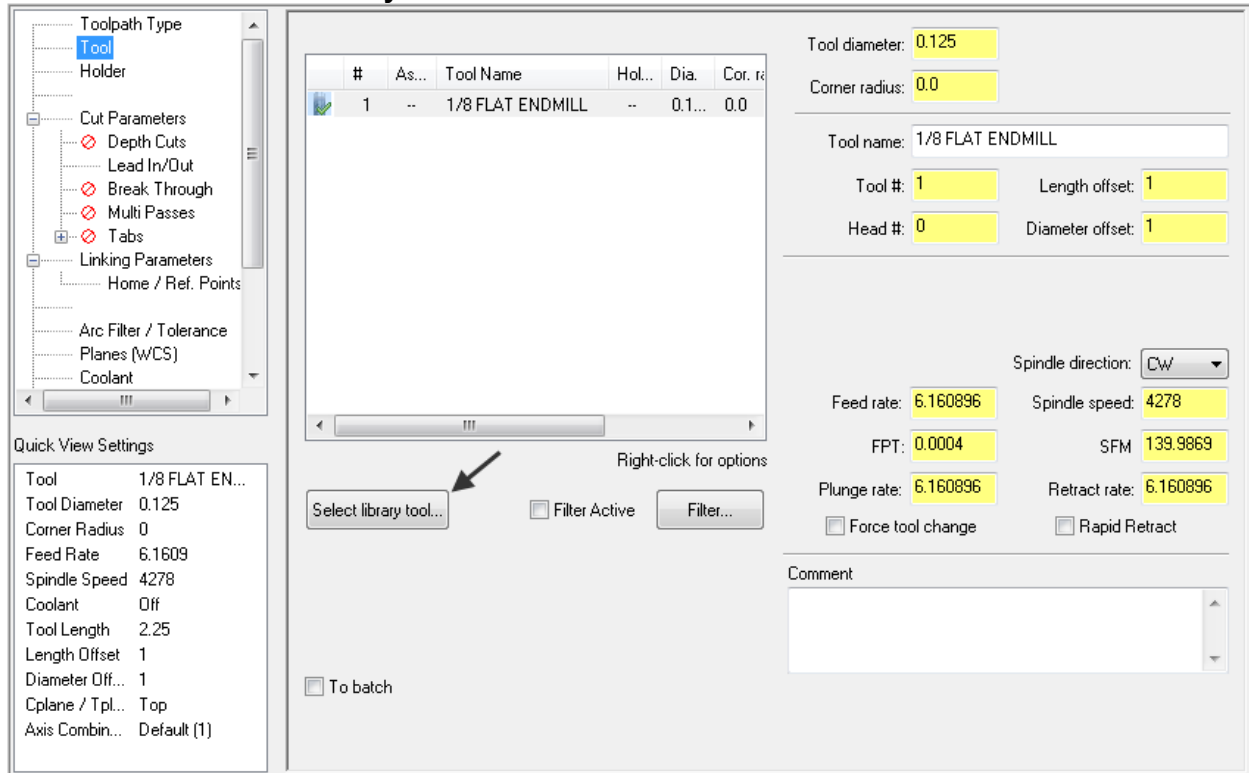 Toolpath Type
Tool
Holder
Cut Parameters
Depth Cuts
Lead In/Out
Break Through
Multi Passes
Tabs
Linking Parameters
Home / Ref. Points
Arc Filter / Tolerance
Planes (WCS)
Coolant
Quick View Settings
Tool 1/8 FLAT EN...
Tool Diameter 0.125
Corner Radius 0
Feed Rate 6.1609
Spindle Speed 4278
Coolant Off
Tool Length 2.25
Length Offset 1
Diameter Off... 1
Cplane / Tpl... Top
Axis Combin... Default (1)
# As... Tool Name Hol... Dia. Cor. ra
1 -- 1/8 FLAT ENDMILL -- 0.1... 0.0
Right-click for options
Select library tool... Filter Active Filter...
To batch
Tool diameter: 0.125
Corner radius: 0.0
Tool name: 1/8 FLAT ENDMILL
Tool #: 1 Length offset: 1
Head #: 0 Diameter offset: 1
Spindle direction: CW
Feed rate: 6.160896 Spindle speed: 4278
FPT: 0.0004 SFM 139.9869
Plunge rate: 6.160896 Retract rate: 6.160896
Force tool change Rapid Retract
Comment